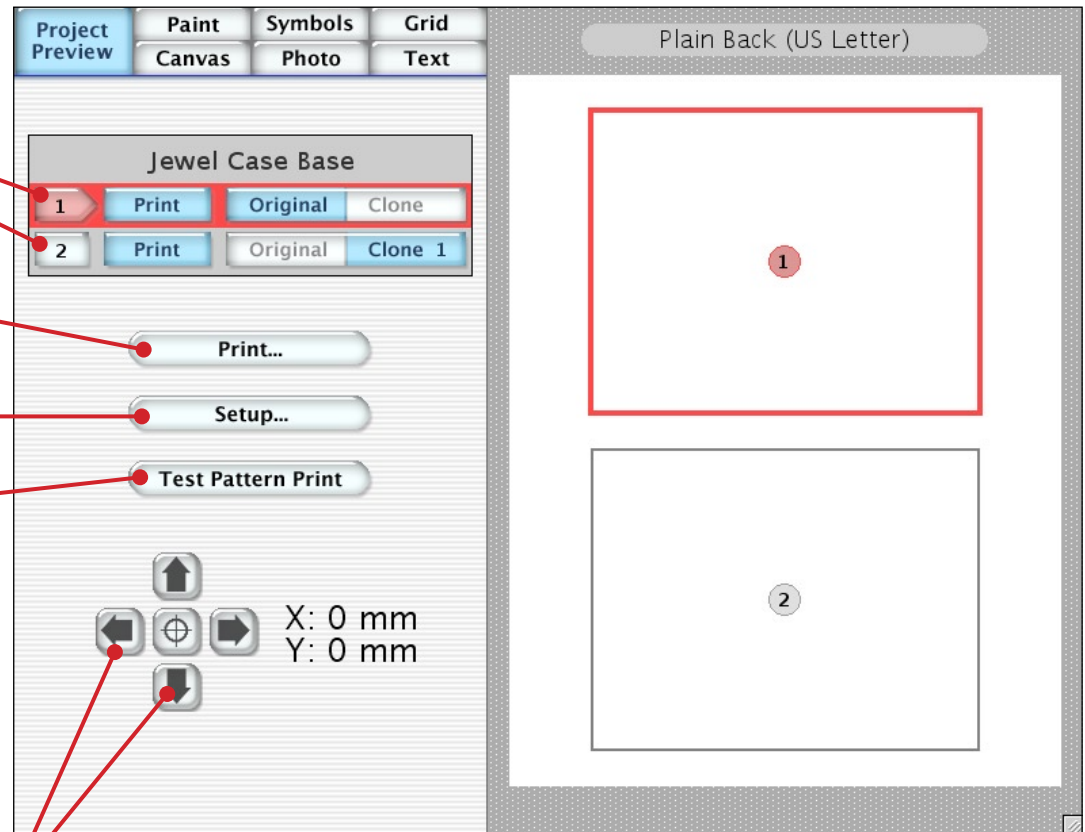 Project Preview
Paint Symbols Grid
Canvas Photo Text
Jewel Case Base
1 Print Original Clone
2 Print Original Clone 1
Print...
Setup...
Test Pattern Print
X: 0 mm
Y: 0 mm
Plain Back (US Letter)
1
2